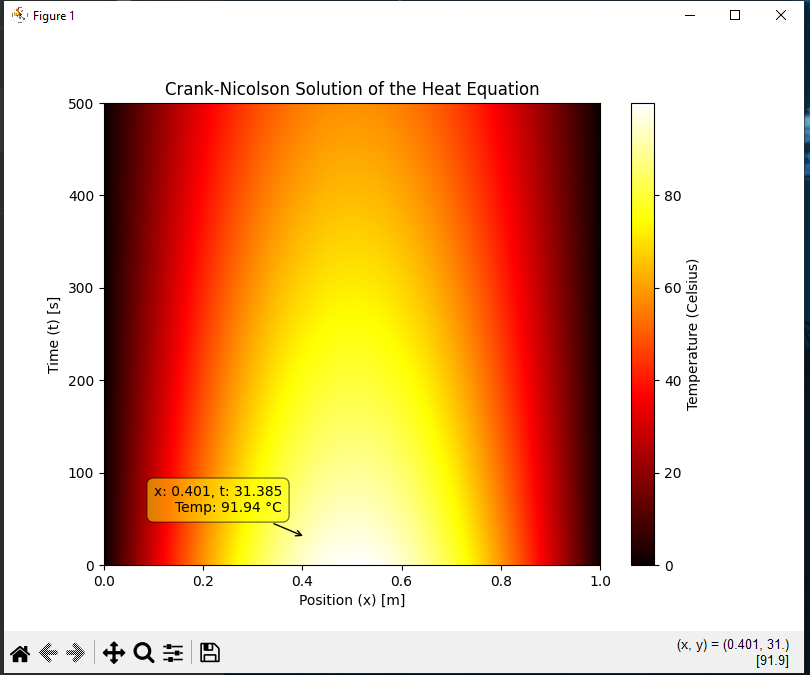 Figure 1
Crank-Nicolson Solution of the Heat Equation
500
400
300
200
100
0
Time (t) [s]
x: 0.401, t: 31.385
Temp: 91.94 °C
0.0
0.2
0.4
0.6
0.8
1.0
Position (x) [m]
80
60
40
20
0
Temperature (Celsius)
(x, y) = (0.401, 31.)
[91.9]